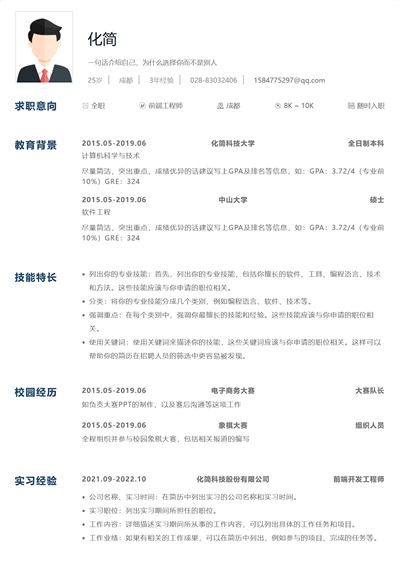 化简
一句话介绍自己，为什么选择你而不是别人
25岁 成都 3年经验 028-83032406 1584775297@qq.com
求职意向 全职 前端工程师 成都 8K ~ 10K 随时入职
教育背景 2015.05-2019.06 化简科技大学 全日制本科
计算机科学与技术
尽量简洁，突出重点，成绩优异的话建议写上GPA及排名等信息，如：GPA：3.72/4（专业前
10%）GRE：324
2015.05-2019.06 中山大学 硕士
软件工程
尽量简洁，突出重点，成绩优异的话建议写上GPA及排名等信息，如：GPA：3.72/4（专业前
10%）GRE：324
技能特长 • 列出你的专业技能：首先，列出你的专业技能，包括你擅长的软件、工具、编程语言、技术
和方法。这些技能应该与你申请的职位相关。
• 分类：将你的专业技能分成几个类别，例如编程语言、软件、技术等。
• 强调重点：在每个类别中，强调你最擅长的技能和经验。这些技能应该与你申请的职位相
关。
• 使用关键词：使用关键词来描述你的技能，这些关键词应该与你申请的职位相关。这样可以
帮助你的简历在招聘人员的筛选中更容易被发现。
校园经历 2015.05-2019.06 电子商务大赛 大赛队长
如负责大赛PPT的制作，以及赛后沟通等这项工作
2015.05-2019.06 象棋大赛 组织人员
全程组织并参与校园象棋大赛，包括相关报道的编写
实习经验 2021.09-2022.10 化简科技股份有限公司 前端开发工程师
• 公司名称、实习时间：在简历中列出实习的公司名称和实习时间。
• 实习职位：列出实习期间所担任的职位。
• 工作内容：详细描述实习期间所从事的工作内容，可以列出具体的工作任务和项目。
• 工作业绩：如果有相关的工作成果，可以在简历中突出展示，例如参与的项目、完成的任务等。